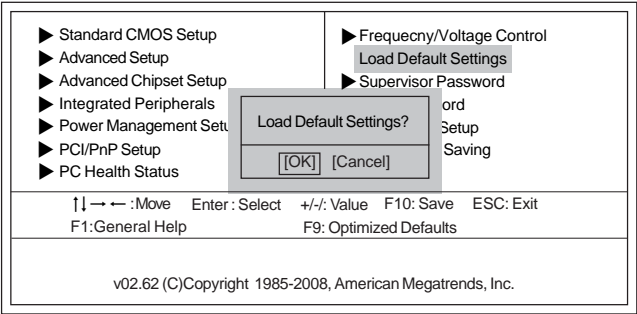 Standard CMOS Setup
Advanced Setup
Advanced Chipset Setup
Integrated Peripherals
Power Management Setu
PCI/PnP Setup
PC Health Status
Frequecny/Voltage Control
Load Default Settings
Supervisor Password
ord
Setup
Saving
Load Default Settings?
[OK] [Cancel]
↑↓→← :Move Enter : Select +/-/: Value F10: Save ESC: Exit
F1:General Help F9: Optimized Defaults
v02.62 (C)Copyright 1985-2008, American Megatrends, Inc.